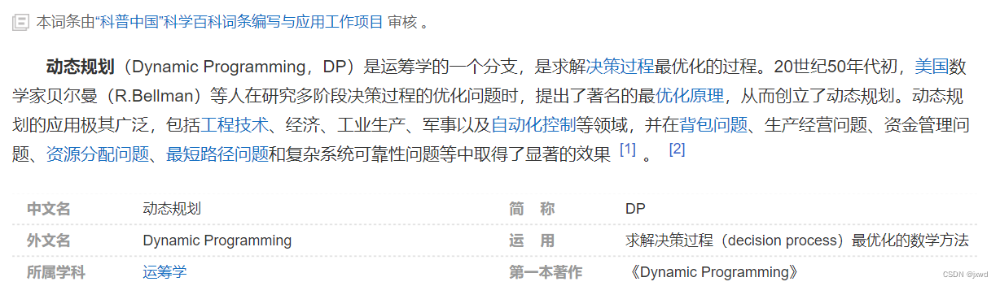 本词条由“科普中国”科学百科词条编写与应用工作项目 审核 。
动态规划（Dynamic Programming，DP）是运筹学的一个分支，是求解决策过程最优化的过程。20世纪50年代初，美国数
学家贝尔曼（R.Bellman）等人在研究多阶段决策过程的优化问题时，提出了著名的最优化原理，从而创立了动态规划。动态规
划的应用极其广泛，包括工程技术、经济、工业生产、军事以及自动化控制等领域，并在背包问题、生产经营问题、资金管理问
题、资源分配问题、最短路径问题和复杂系统可靠性问题等中取得了显著的效果 [1] 。 [2]
中文名 动态规划 简 称 DP
外文名 Dynamic Programming 运 用 求解决策过程（decision process）最优化的数学方法
所属学科 运筹学 第一本著作 《Dynamic Programming》
CSDN @jxwd